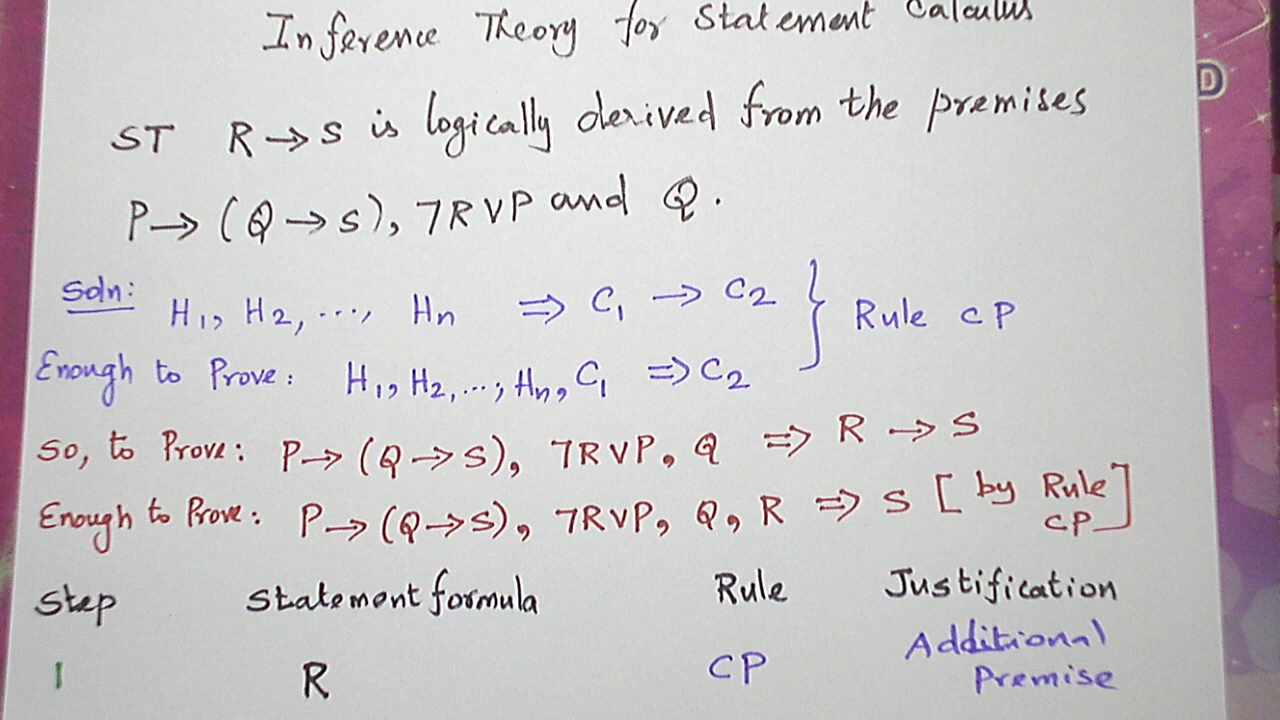 Inference Theory for Statement Calculus
D
ST R → S is logically derived from the premises
P → (Q → S), 7R V P and Q.
Soln:
H1, H2, ..., Hn ⇒ C1 → C2 } Rule CP
Enough to Prove: H1, H2, ..., Hn, C1 ⇒ C2
So, to Prove: P → (Q → S), 7R V P, Q ⇒ R → S
Enough to Prove: P → (Q → S), 7R V P, Q, R ⇒ S [by Rule CP]
Step Statement formula Rule Justification
1 R CP Additional Premise